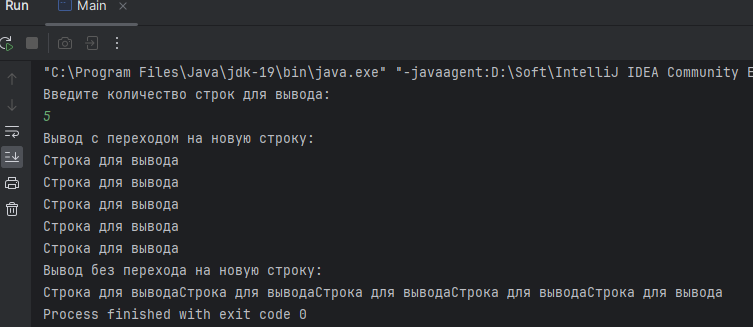 Run Main
"C:\Program Files\Java\jdk-19\bin\java.exe" "-javaagent:D:\Soft\IntelliJ IDEA Community E
Введите количество строк для вывода:
5
Вывод с переходом на новую строку:
Строка для вывода
Строка для вывода
Строка для вывода
Строка для вывода
Строка для вывода
Вывод без перехода на новую строку:
Строка для выводаСтрока для выводаСтрока для выводаСтрока для выводаСтрока для вывода
Process finished with exit code 0